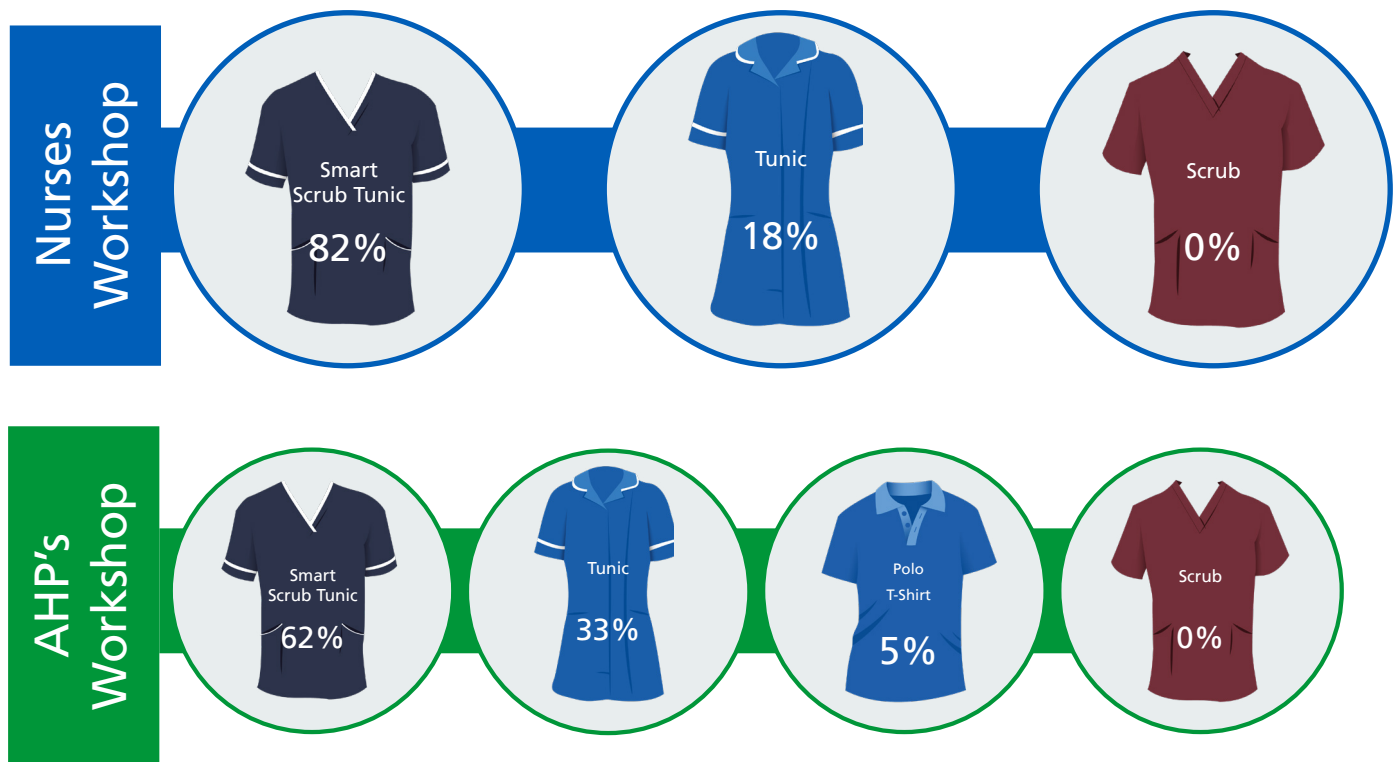 Nurses
Workshop
Smart
Scrub Tunic
82%
Tunic
18%
Scrub
0%
AHP's
Workshop
Smart
Scrub Tunic
62%
Tunic
33%
Polo
T-Shirt
5%
Scrub
0%